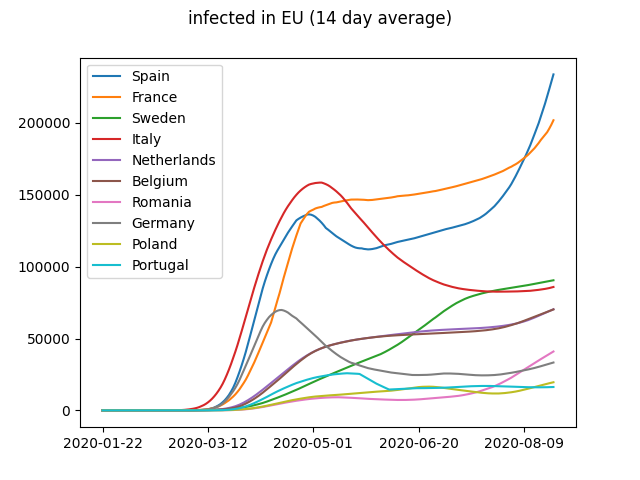 infected in EU (14 day average)
Spain
France
Sweden
Italy
Netherlands
Belgium
Romania
Germany
Poland
Portugal
200000
150000
100000
50000
0
2020-01-22 2020-03-12 2020-05-01 2020-06-20 2020-08-09